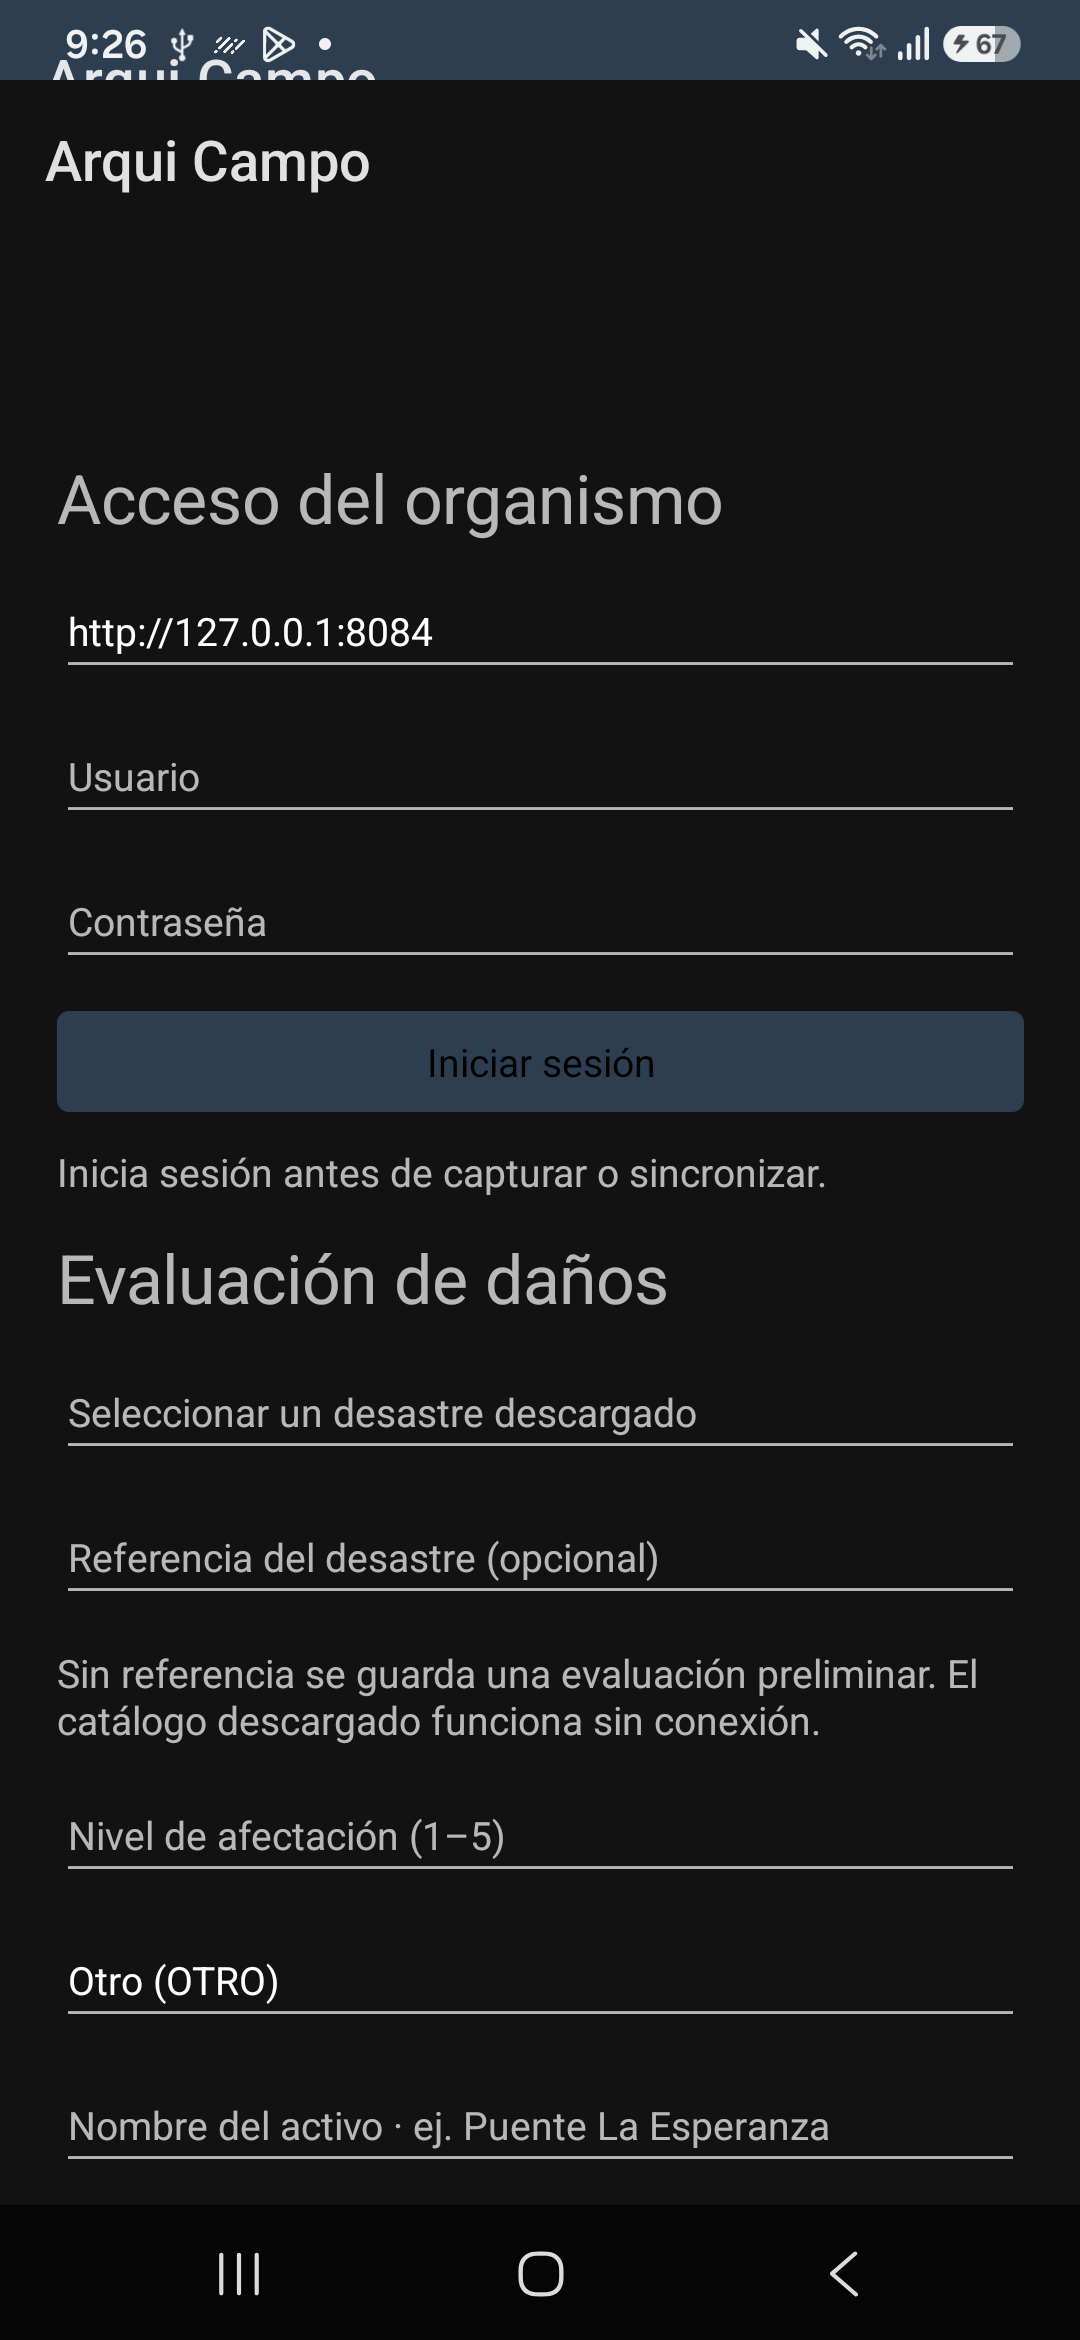 9:26
67
Arqui Campo
Arqui Campo
Acceso del organismo
http://127.0.0.1:8084
Usuario
Contraseña
Iniciar sesión
Inicia sesión antes de capturar o sincronizar.
Evaluación de daños
Seleccionar un desastre descargado
Referencia del desastre (opcional)
Sin referencia se guarda una evaluación preliminar. El
catálogo descargado funciona sin conexión.
Nivel de afectación (1–5)
Otro (OTRO)
Nombre del activo · ej. Puente La Esperanza